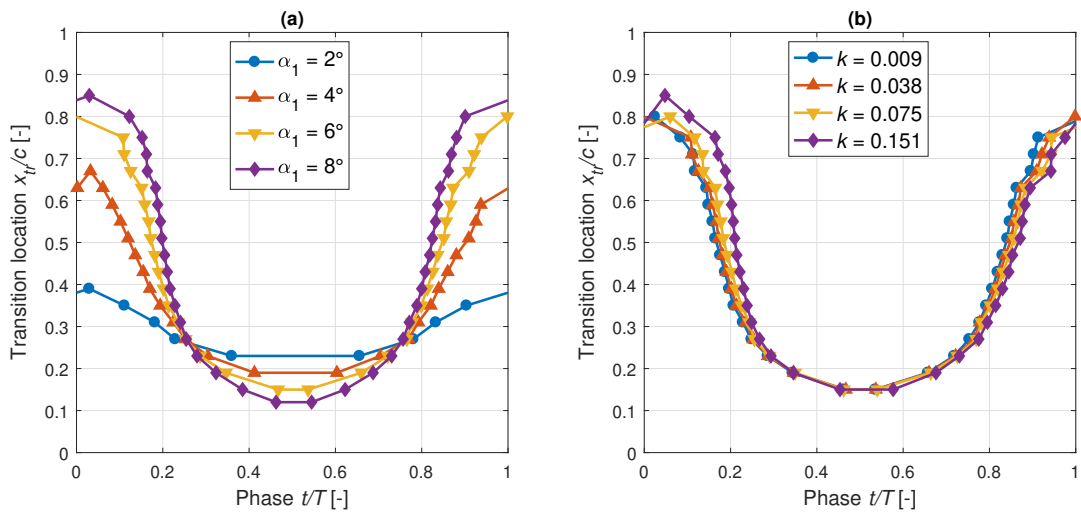 (a)
Transition location x_tr/c [-]
1
0.9
0.8
0.7
0.6
0.5
0.4
0.3
0.2
0.1
0
0 0.2 0.4 0.6 0.8 1
Phase t/T [-]
α_1 = 2°
α_1 = 4°
α_1 = 6°
α_1 = 8°
(b)
Transition location x_tr/c [-]
1
0.9
0.8
0.7
0.6
0.5
0.4
0.3
0.2
0.1
0
0 0.2 0.4 0.6 0.8 1
Phase t/T [-]
k = 0.009
k = 0.038
k = 0.075
k = 0.151